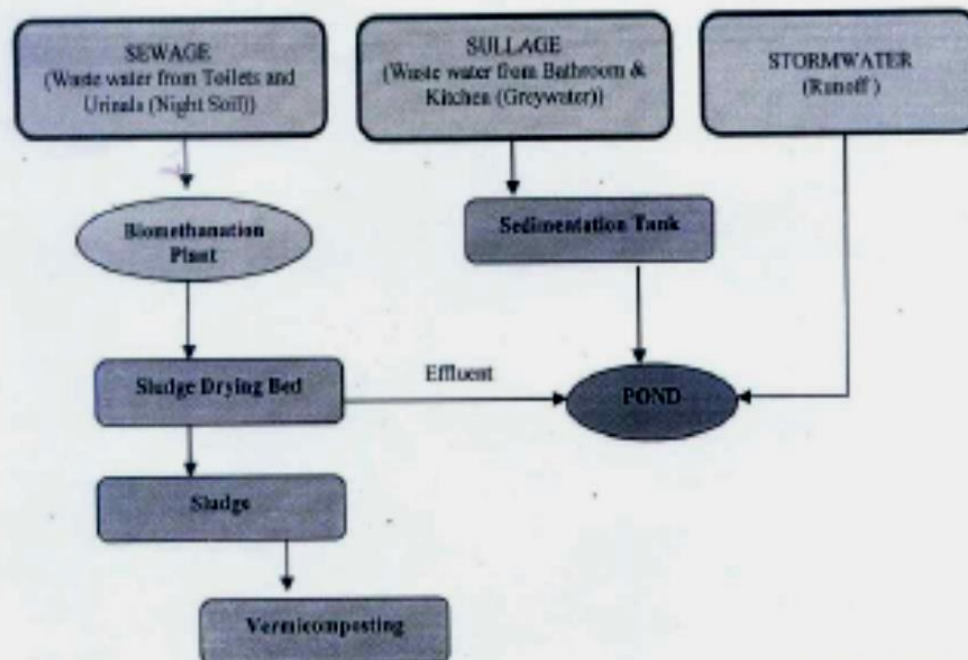 SEWAGE
(Waste water from Toilets and
Urinals (Night Soil))
SULLAGE
(Waste water from Bathroom &
Kitchen (Greywater))
STORMWATER
(Runoff )
Biomethanation
Plant
Sedimentation Tank
Sludge Drying Bed
Effluent
POND
Sludge
Vermicomposting